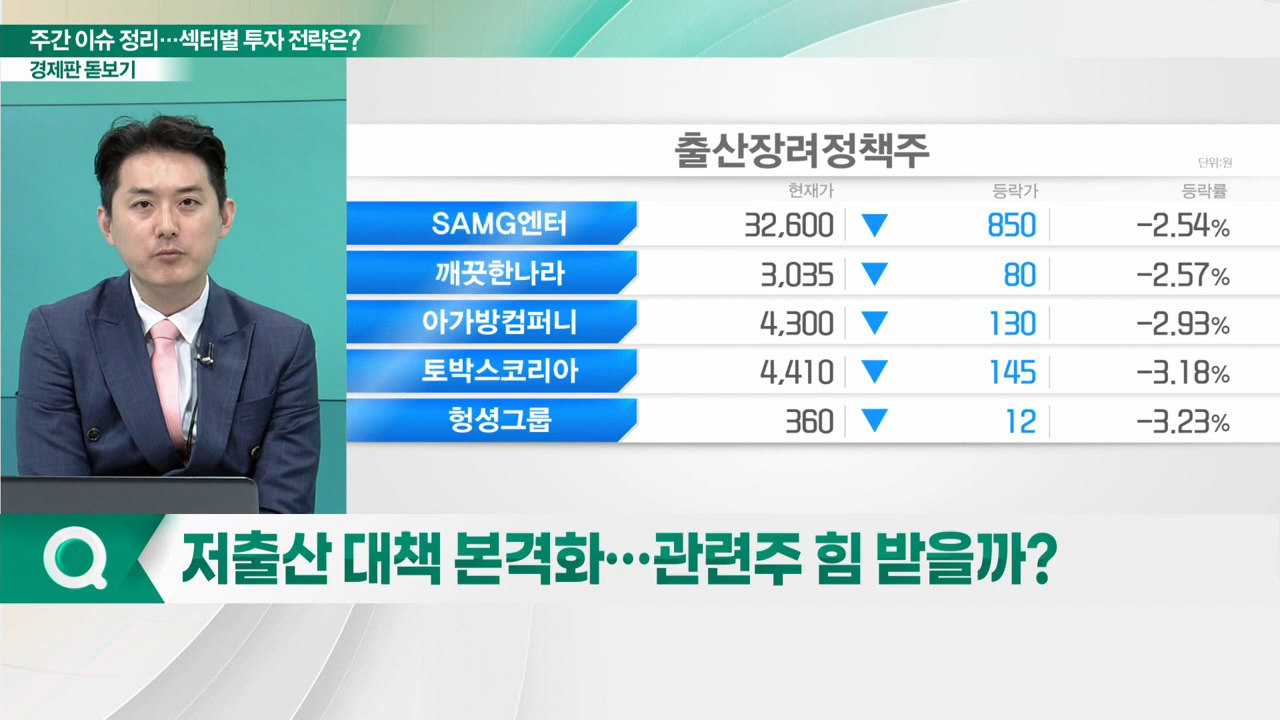 주간 이슈 정리…섹터별 투자 전략은?
경제판 돋보기
출산장려정책주
단위:원
현재가 등락가 등락률
SAMG엔터 32,600 ▼ 850 -2.54%
깨끗한나라 3,035 ▼ 80 -2.57%
아가방컴퍼니 4,300 ▼ 130 -2.93%
토박스코리아 4,410 ▼ 145 -3.18%
헝셩그룹 360 ▼ 12 -3.23%
Q 저출산 대책 본격화…관련주 힘 받을까?